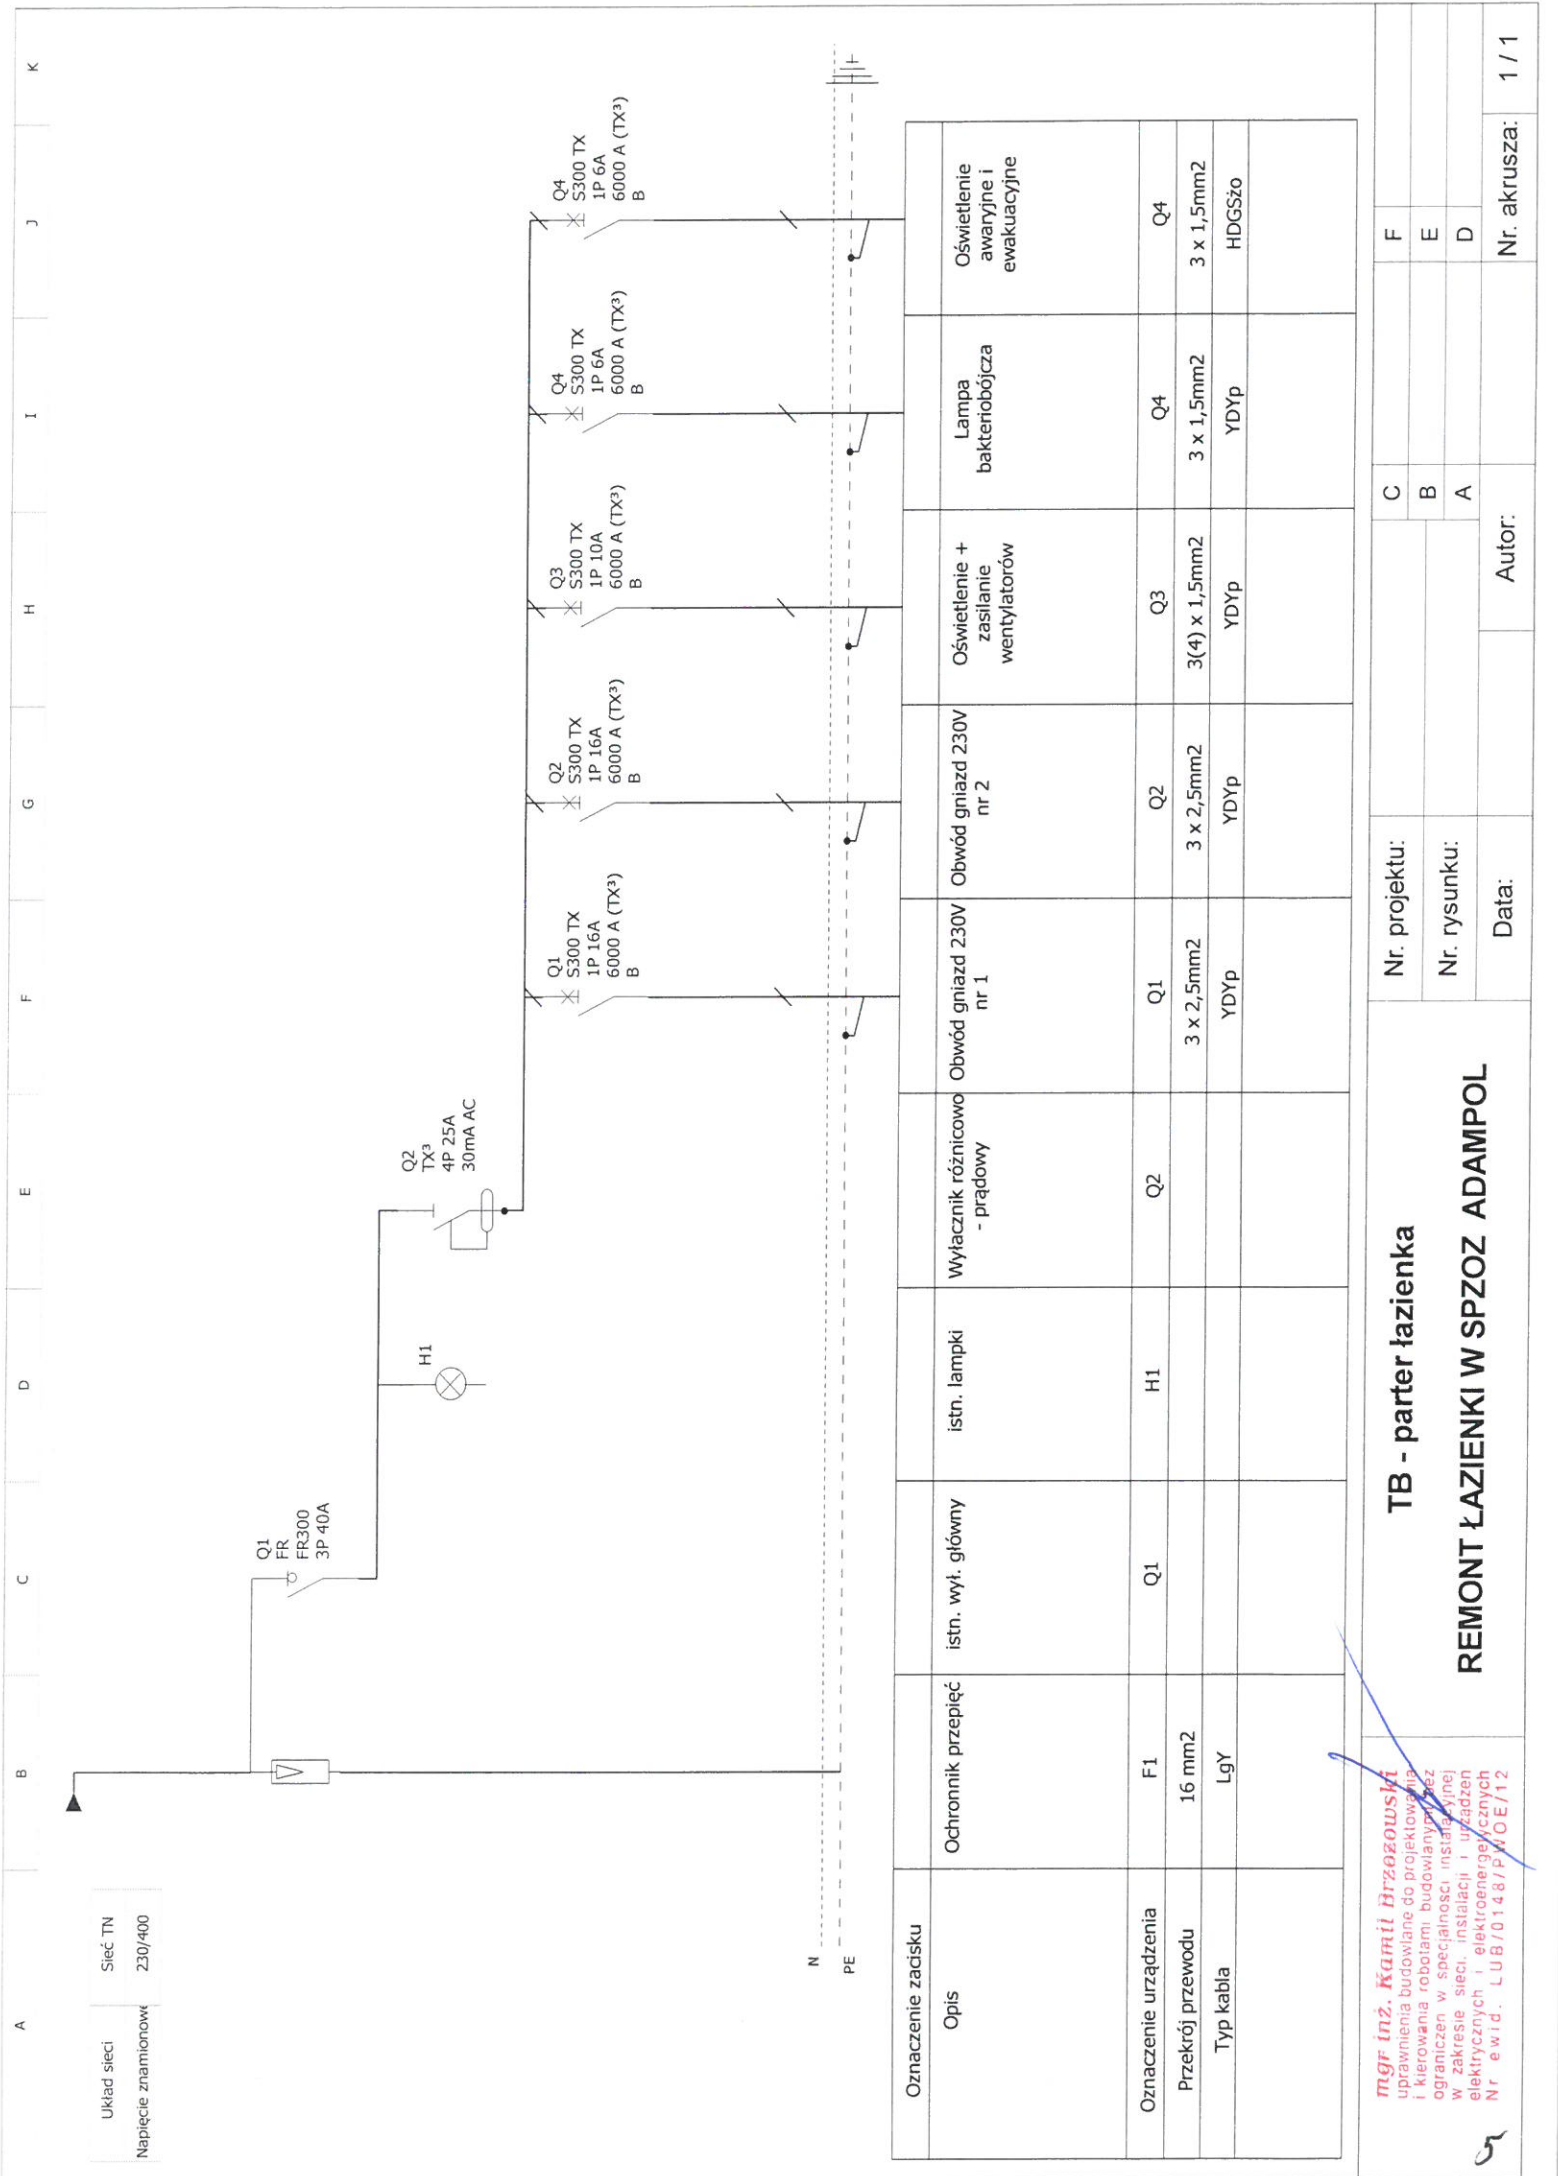 A B C D E F G H I J K
Układ sieci Sieć TN
Napięcie znamionowe 230/400
Q1
FR
FR300
3P 40A
H1
Q2
TX³
4P 25A
30mA AC
Q1
S300 TX
1P 16A
6000 A (TX³)
B
Q2
S300 TX
1P 16A
6000 A (TX³)
B
Q3
S300 TX
1P 10A
6000 A (TX³)
B
Q4
S300 TX
1P 6A
6000 A (TX³)
B
Q4
S300 TX
1P 6A
6000 A (TX³)
B
N
PE
Oznaczenie zacisku
Opis
Ochronnik przepięć
istn. wył. główny
istn. lampki
Wyłacznik różnicowo
- prądowy
Obwód gniazd 230V
nr 1
Obwód gniazd 230V
nr 2
Oświetlenie +
zasilanie
wentylatorów
Lampa
bakteriobójcza
Oświetlenie
awaryjne i
ewakuacyjne
Oznaczenie urządzenia F1 Q1 H1 Q2 Q1 Q2 Q3 Q4 Q4
Przekrój przewodu 16 mm2 3 x 2,5mm2 3 x 2,5mm2 3(4) x 1,5mm2 3 x 1,5mm2 3 x 1,5mm2
Typ kabla LgY YDYp YDYp YDYp YDYp HDGSżo
mgr inż. Kamil Brzozowski
uprawnienia budowlane do projektowania
i kierowania robotami budowlanymi bez
ograniczen w specjalności instalacyjnej
w zakresie sieci, instalacji i urządzen
elektrycznych i elektroenergetycznych
Nr ewid. LUB/0148/PWOE/12
5
TB - parter łazienka
REMONT ŁAZIENKI W SPZOZ ADAMPOL
Nr. projektu:
Nr. rysunku:
Data:
C
B
A
Autor:
F
E
D
Nr. akrusza: 1 / 1